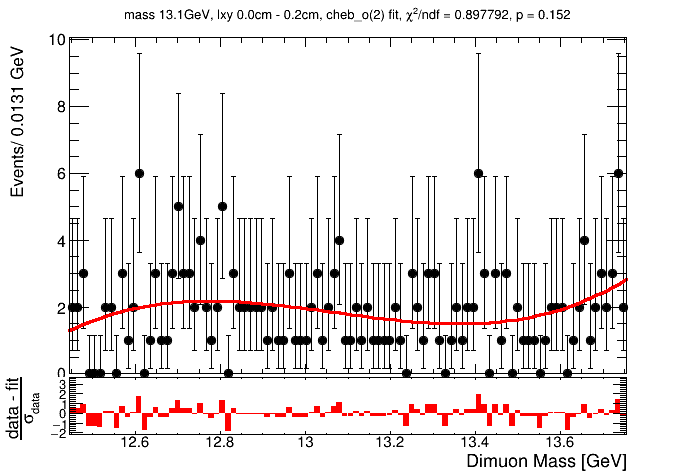 mass 13.1GeV, lxy 0.0cm - 0.2cm, cheb_o(2) fit, χ²/ndf = 0.897792, p = 0.152
Events/ 0.0131 GeV
10
8
6
4
2
0
data - fit
σdata
3
2
1
0
−1
−2
12.6 12.8 13 13.2 13.4 13.6
Dimuon Mass [GeV]